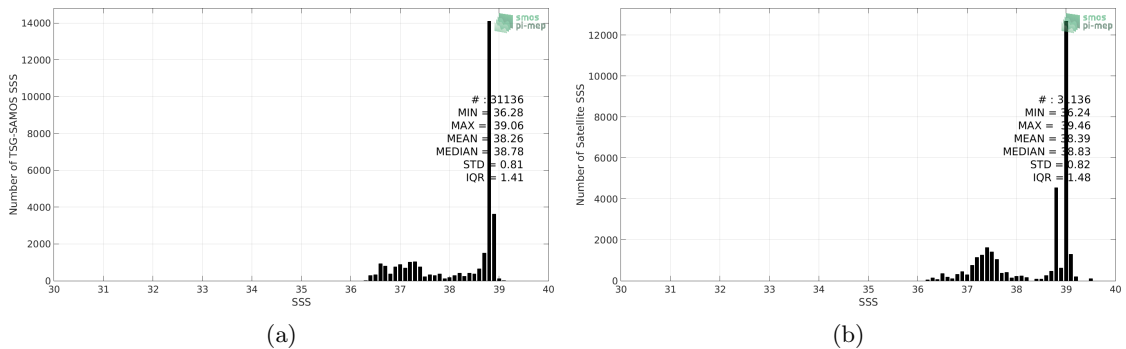 14000
12000
10000
8000
6000
4000
2000
0
Number of TSG-SAMOS SSS
smos
pi-mep
# : 31136
MIN = 36.28
MAX = 39.06
MEAN = 38.26
MEDIAN = 38.78
STD = 0.81
IQR = 1.41
30 31 32 33 34 35 36 37 38 39 40
SSS
(a)
12000
10000
8000
6000
4000
2000
0
Number of Satellite SSS
smos
pi-mep
# : 31136
MIN = 36.24
MAX = 39.46
MEAN = 38.39
MEDIAN = 38.83
STD = 0.82
IQR = 1.48
30 31 32 33 34 35 36 37 38 39 40
SSS
(b)